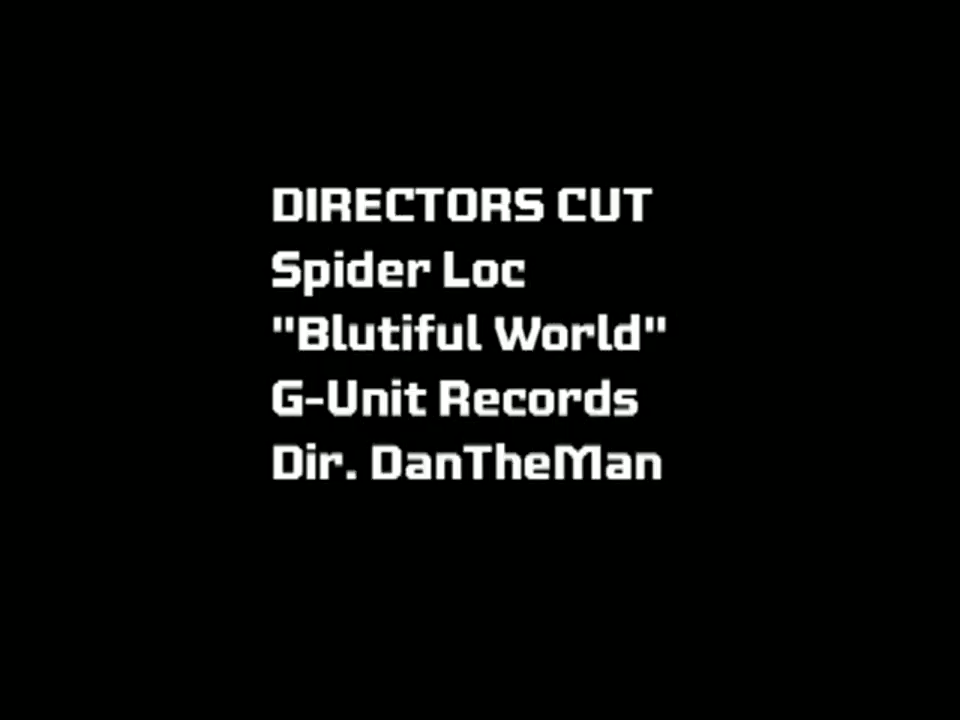 DIRECTORS CUT
Spider Loc
"Blutiful World"
G-Unit Records
Dir. DanTheMan